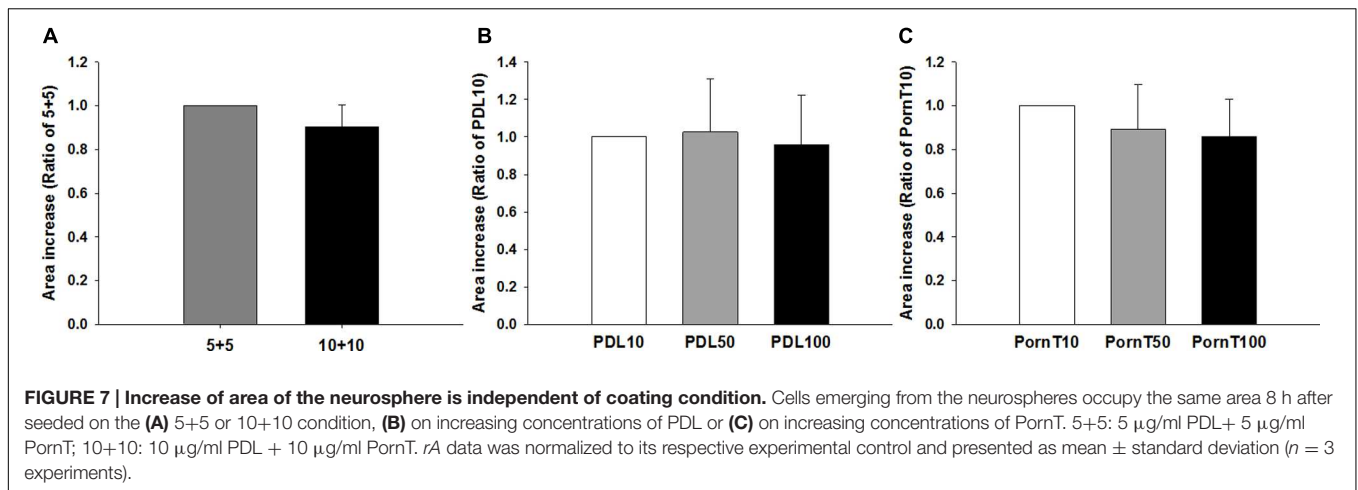 A
Area increase (Ratio of 5+5)
1.2
1.0
0.8
0.6
0.4
0.2
0.0
5+5
10+10
B
Area increase (Ratio of PDL10)
1.4
1.2
1.0
0.8
0.6
0.4
0.2
0.0
PDL10
PDL50
PDL100
C
Area increase (Ratio of PornT10)
1.2
1.0
0.8
0.6
0.4
0.2
0.0
PornT10
PornT50
PornT100
FIGURE 7 | Increase of area of the neurosphere is independent of coating condition. Cells emerging from the neurospheres occupy the same area 8 h after
seeded on the (A) 5+5 or 10+10 condition, (B) on increasing concentrations of PDL or (C) on increasing concentrations of PornT. 5+5: 5 μg/ml PDL+ 5 μg/ml
PornT; 10+10: 10 μg/ml PDL + 10 μg/ml PornT. rA data was normalized to its respective experimental control and presented as mean ± standard deviation (n = 3
experiments).